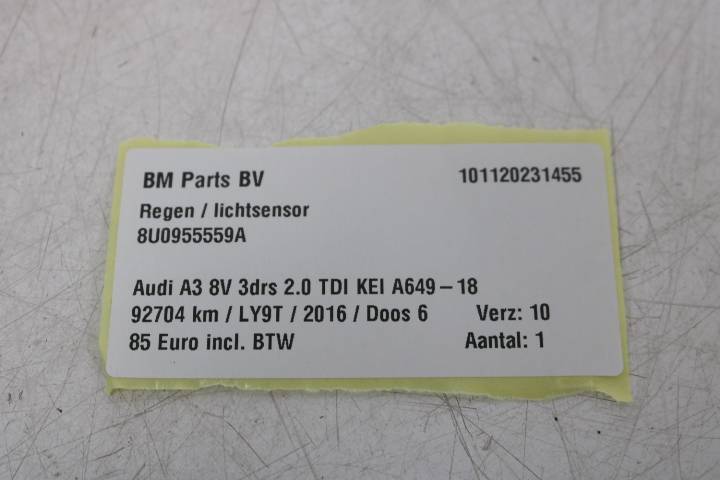 BM Parts BV 101120231455
Regen / lichtsensor
8U0955559A
Audi A3 8V 3drs 2.0 TDI KEI A649-18
92704 km / LY9T / 2016 / Doos 6 Verz: 10
85 Euro incl. BTW Aantal: 1